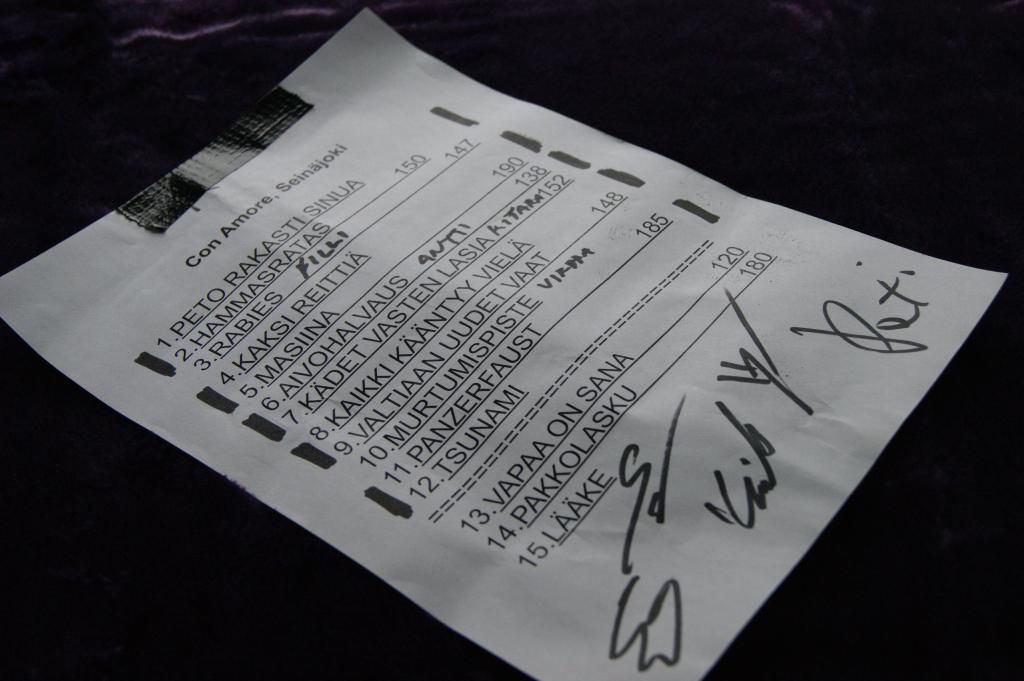 Con Amore, Seinäjoki
1. PETO RAKASTI SINUA
2. HAMMASRATAS 150
3. RABIES PILLI 147
4. KAKSI REITTIÄ
5. MASIINA 190
6. AIVOHALVAUS ANTTI 138
7. KÄDET VASTEN LASIA KITARA 152
8. KAIKKI KÄÄNTYY VIELÄ
9. VALTIAAN UUDET VAAT 148
10. MURTUMISPISTE
11. PANZERFAUST 185
12. TSUNAMI
13. VAPAA ON SANA 120
14. PAKKOLASKU 180
15. LÄÄKE